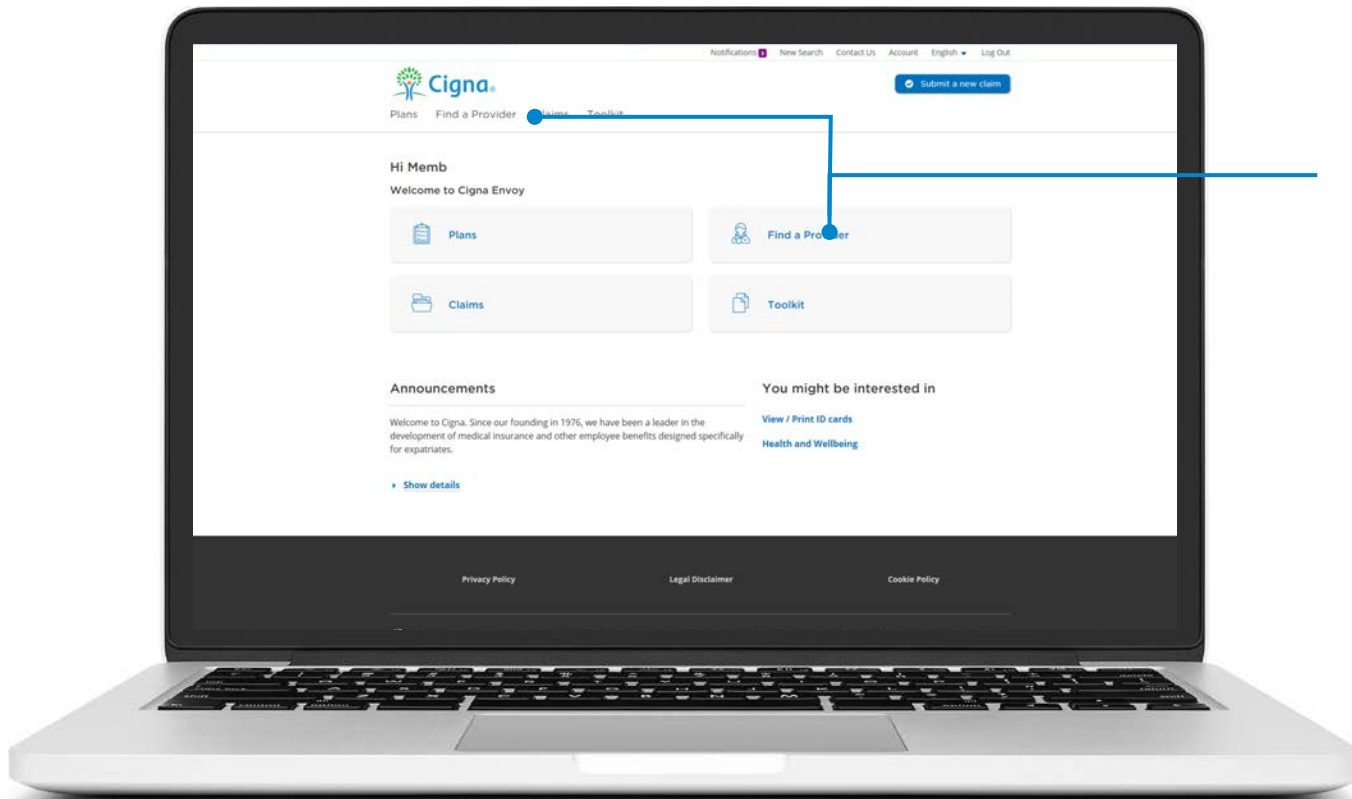 Notifications New Search Contact Us Account English Log Out
Cigna®
Submit a new claim
Plans Find a Provider Claims Toolkit
Hi Memb
Welcome to Cigna Envoy
Plans
Find a Provider
Claims
Toolkit
Announcements
You might be interested in
Welcome to Cigna. Since our founding in 1976, we have been a leader in the
development of medical insurance and other employee benefits designed specifically
for expatriates.
View / Print ID cards
Health and Wellbeing
Show details
Privacy Policy Legal Disclaimer Cookie Policy